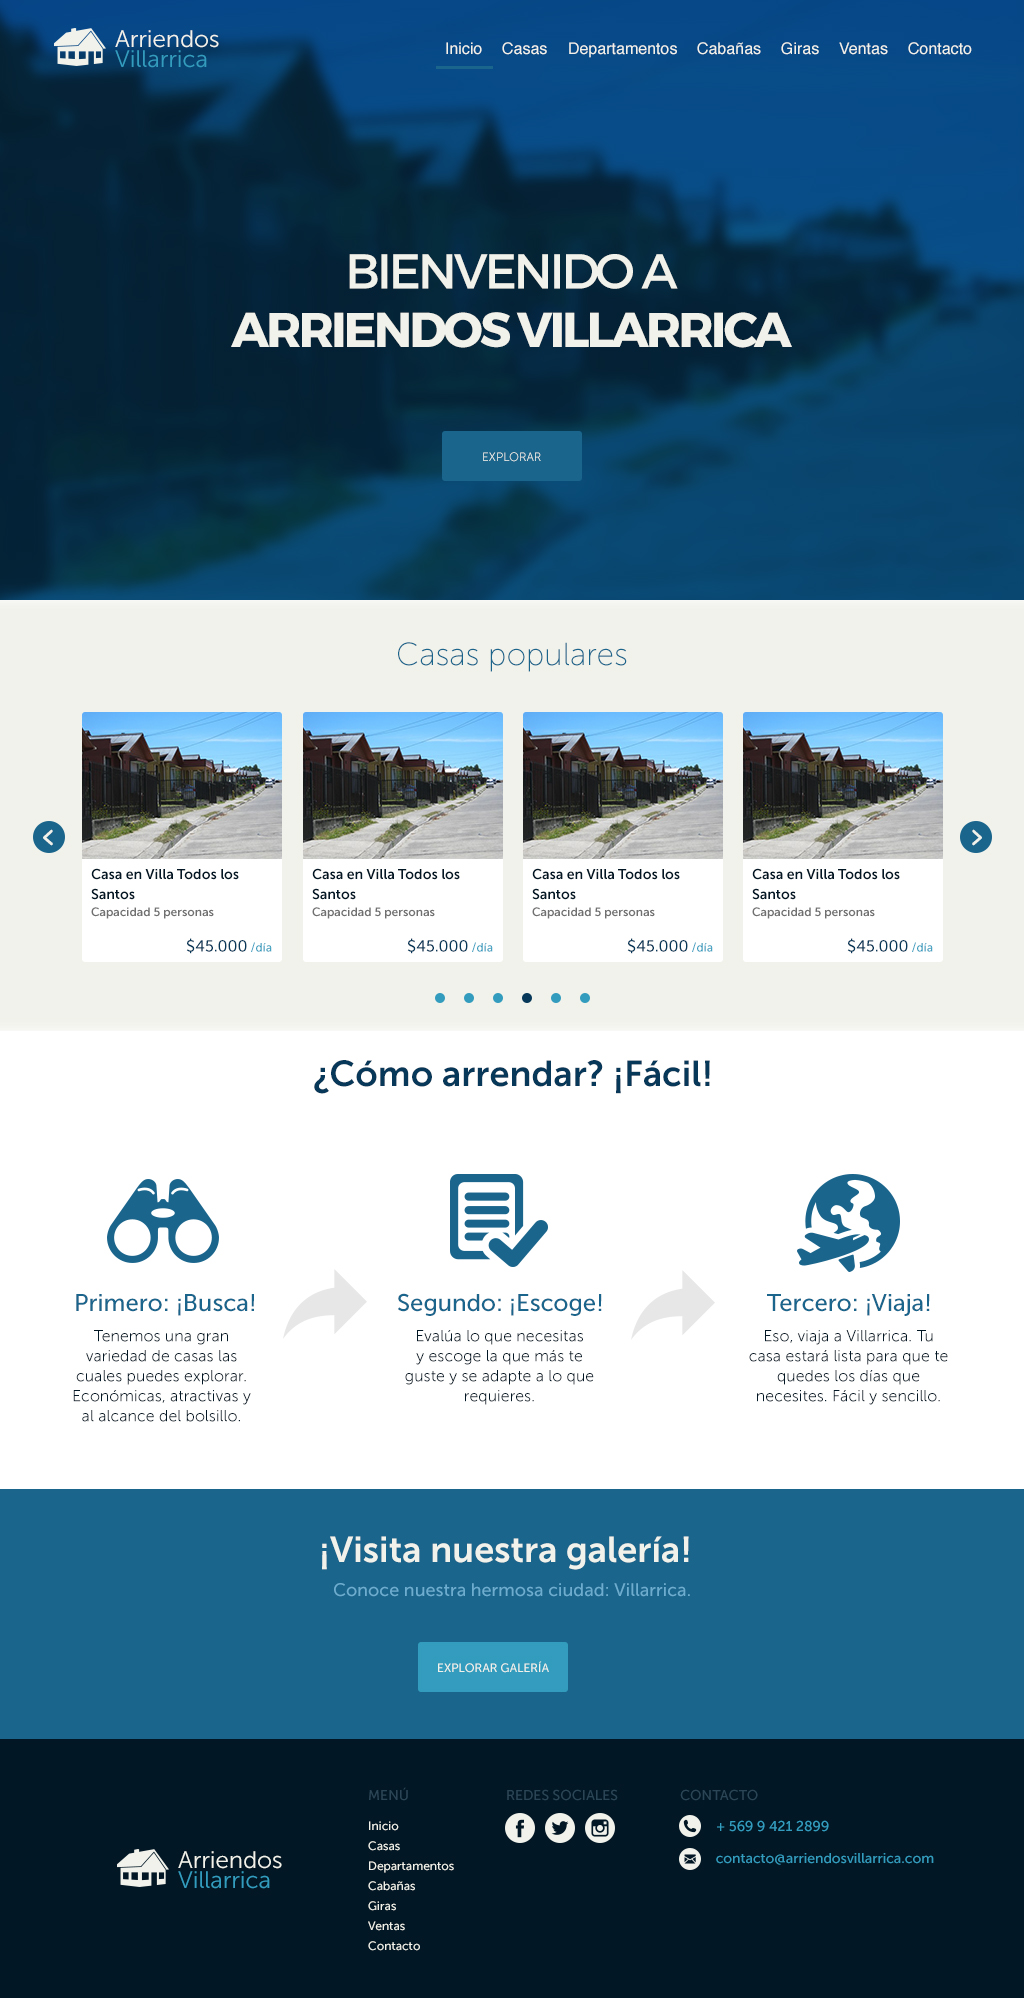 Arriendos
Villarrica
Inicio Casas Departamentos Cabañas Giras Ventas Contacto
BIENVENIDO A
ARRIENDOS VILLARRICA
EXPLORAR
Casas populares
Casa en Villa Todos los
Santos
Capacidad 5 personas
$45.000 /día
Casa en Villa Todos los
Santos
Capacidad 5 personas
$45.000 /día
Casa en Villa Todos los
Santos
Capacidad 5 personas
$45.000 /día
Casa en Villa Todos los
Santos
Capacidad 5 personas
$45.000 /día
¿Cómo arrendar? ¡Fácil!
Primero: ¡Busca!
Tenemos una gran
variedad de casas las
cuales puedes explorar.
Económicas, atractivas y
al alcance del bolsillo.
Segundo: ¡Escoge!
Evalúa lo que necesitas
y escoge la que más te
guste y se adapte a lo que
requieres.
Tercero: ¡Viaja!
Eso, viaja a Villarrica. Tu
casa estará lista para que te
quedes los días que
necesites. Fácil y sencillo.
¡Visita nuestra galería!
Conoce nuestra hermosa ciudad: Villarrica.
EXPLORAR GALERÍA
Arriendos
Villarrica
MENÚ
Inicio
Casas
Departamentos
Cabañas
Giras
Ventas
Contacto
REDES SOCIALES
CONTACTO
+ 569 9 421 2899
contacto@arriendosvillarrica.com